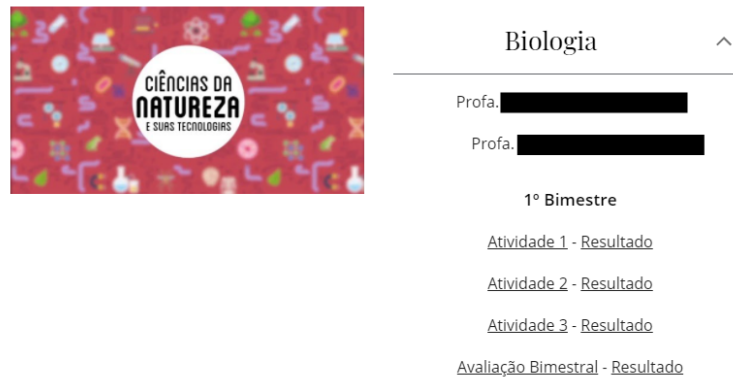 CIÊNCIAS DA
NATUREZA
E SUAS TECNOLOGIAS
Biologia
Profa.
Profa.
1º Bimestre
Atividade 1 - Resultado
Atividade 2 - Resultado
Atividade 3 - Resultado
Avaliação Bimestral - Resultado